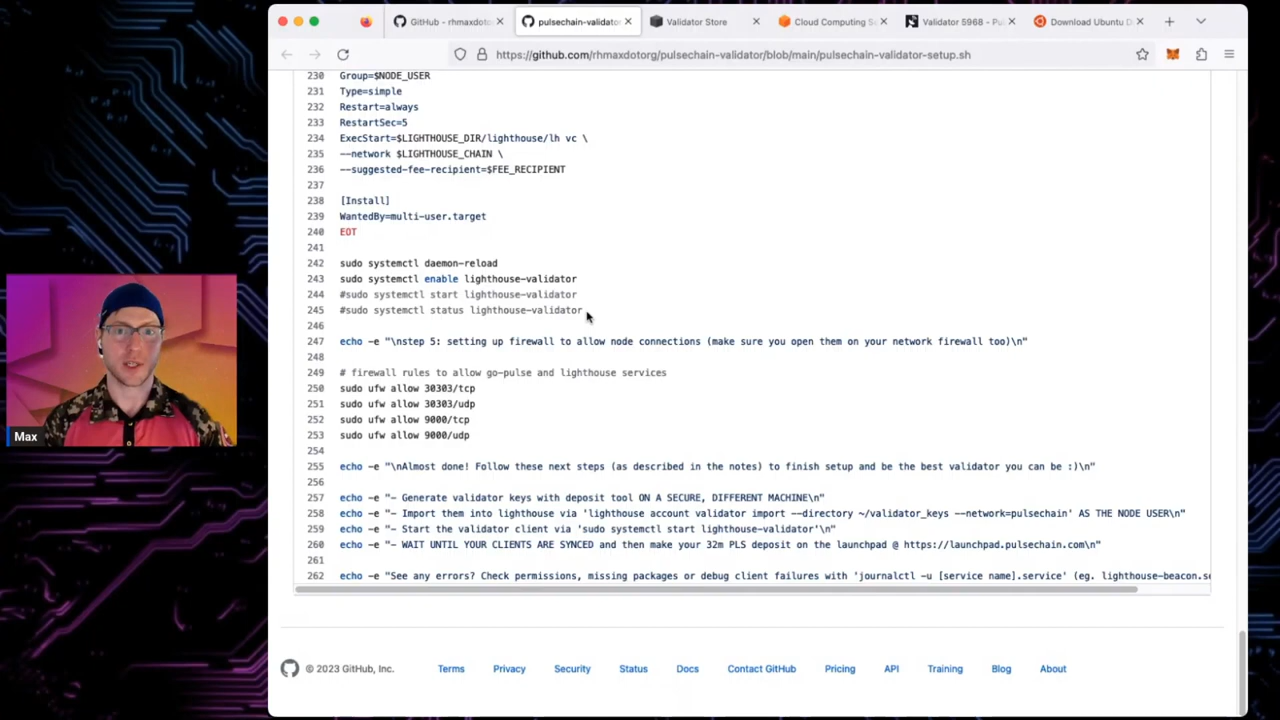 GitHub - rhmaxdotorc
pulsechain-validato
Validator Store
Cloud Computing Se
Validator 5968 - Pul
Download Ubuntu D
https://github.com/rhmaxdotorg/pulsechain-validator/blob/main/pulsechain-validator-setup.sh
230 Group=$NODE_USER
231 Type=simple
232 Restart=always
233 RestartSec=5
234 ExecStart=$LIGHTHOUSE_DIR/lighthouse/lh vc \
235 --network $LIGHTHOUSE_CHAIN \
236 --suggested-fee-recipient=$FEE_RECIPIENT
237
238 [Install]
239 WantedBy=multi-user.target
240 EOT
241
242 sudo systemctl daemon-reload
243 sudo systemctl enable lighthouse-validator
244 #sudo systemctl start lighthouse-validator
245 #sudo systemctl status lighthouse-validator
246
247 echo -e "\nstep 5: setting up firewall to allow node connections (make sure you open them on your network firewall too)\n"
248
249 # firewall rules to allow go-pulse and lighthouse services
250 sudo ufw allow 30303/tcp
251 sudo ufw allow 30303/udp
252 sudo ufw allow 9000/tcp
253 sudo ufw allow 9000/udp
254
255 echo -e "\nAlmost done! Follow these next steps (as described in the notes) to finish setup and be the best validator you can be :)\n"
256
257 echo -e "- Generate validator keys with deposit tool ON A SECURE, DIFFERENT MACHINE\n"
258 echo -e "- Import them into lighthouse via 'lighthouse account validator import --directory ~/validator_keys --network=pulsechain' AS THE NODE USER\n"
259 echo -e "- Start the validator client via 'sudo systemctl start lighthouse-validator'\n"
260 echo -e "- WAIT UNTIL YOUR CLIENTS ARE SYNCED and then make your 32m PLS deposit on the launchpad @ https://launchpad.pulsechain.com\n"
261
262 echo -e "See any errors? Check permissions, missing packages or debug client failures with 'journalctl -u [service name].service' (eg. lighthouse-beacon.se
© 2023 GitHub, Inc.
Terms
Privacy
Security
Status
Docs
Contact GitHub
Pricing
API
Training
Blog
About
Max